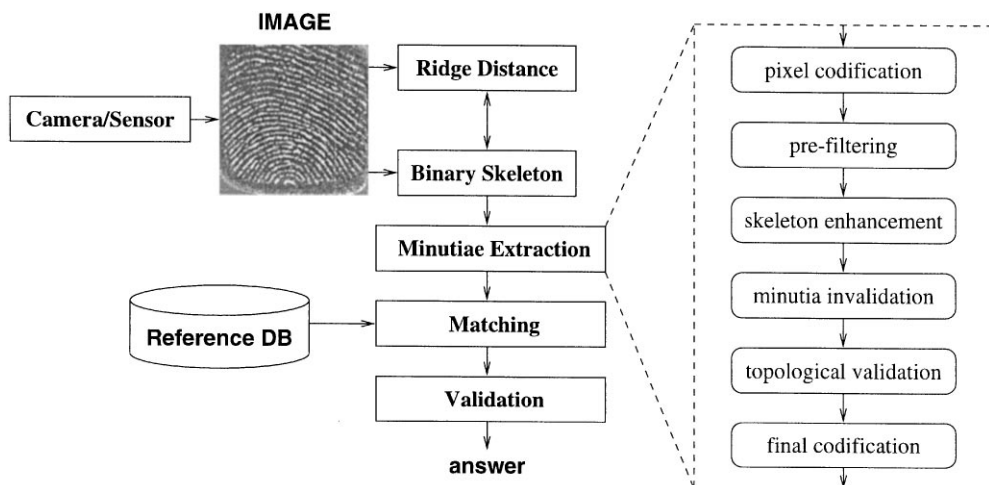 IMAGE
Camera/Sensor
Ridge Distance
Binary Skeleton
Minutiae Extraction
Reference DB
Matching
Validation
answer
pixel codification
pre-filtering
skeleton enhancement
minutia invalidation
topological validation
final codification